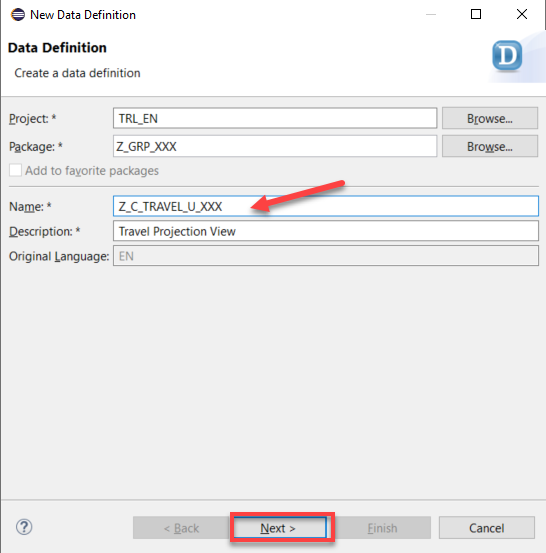 New Data Definition
Data Definition
Create a data definition
D
Project: * TRL_EN Browse...
Package: * Z_GRP_XXX Browse...
Add to favorite packages
Name: * Z_C_TRAVEL_U_XXX
Description: * Travel Projection View
Original Language: EN
? < Back Next > Finish Cancel